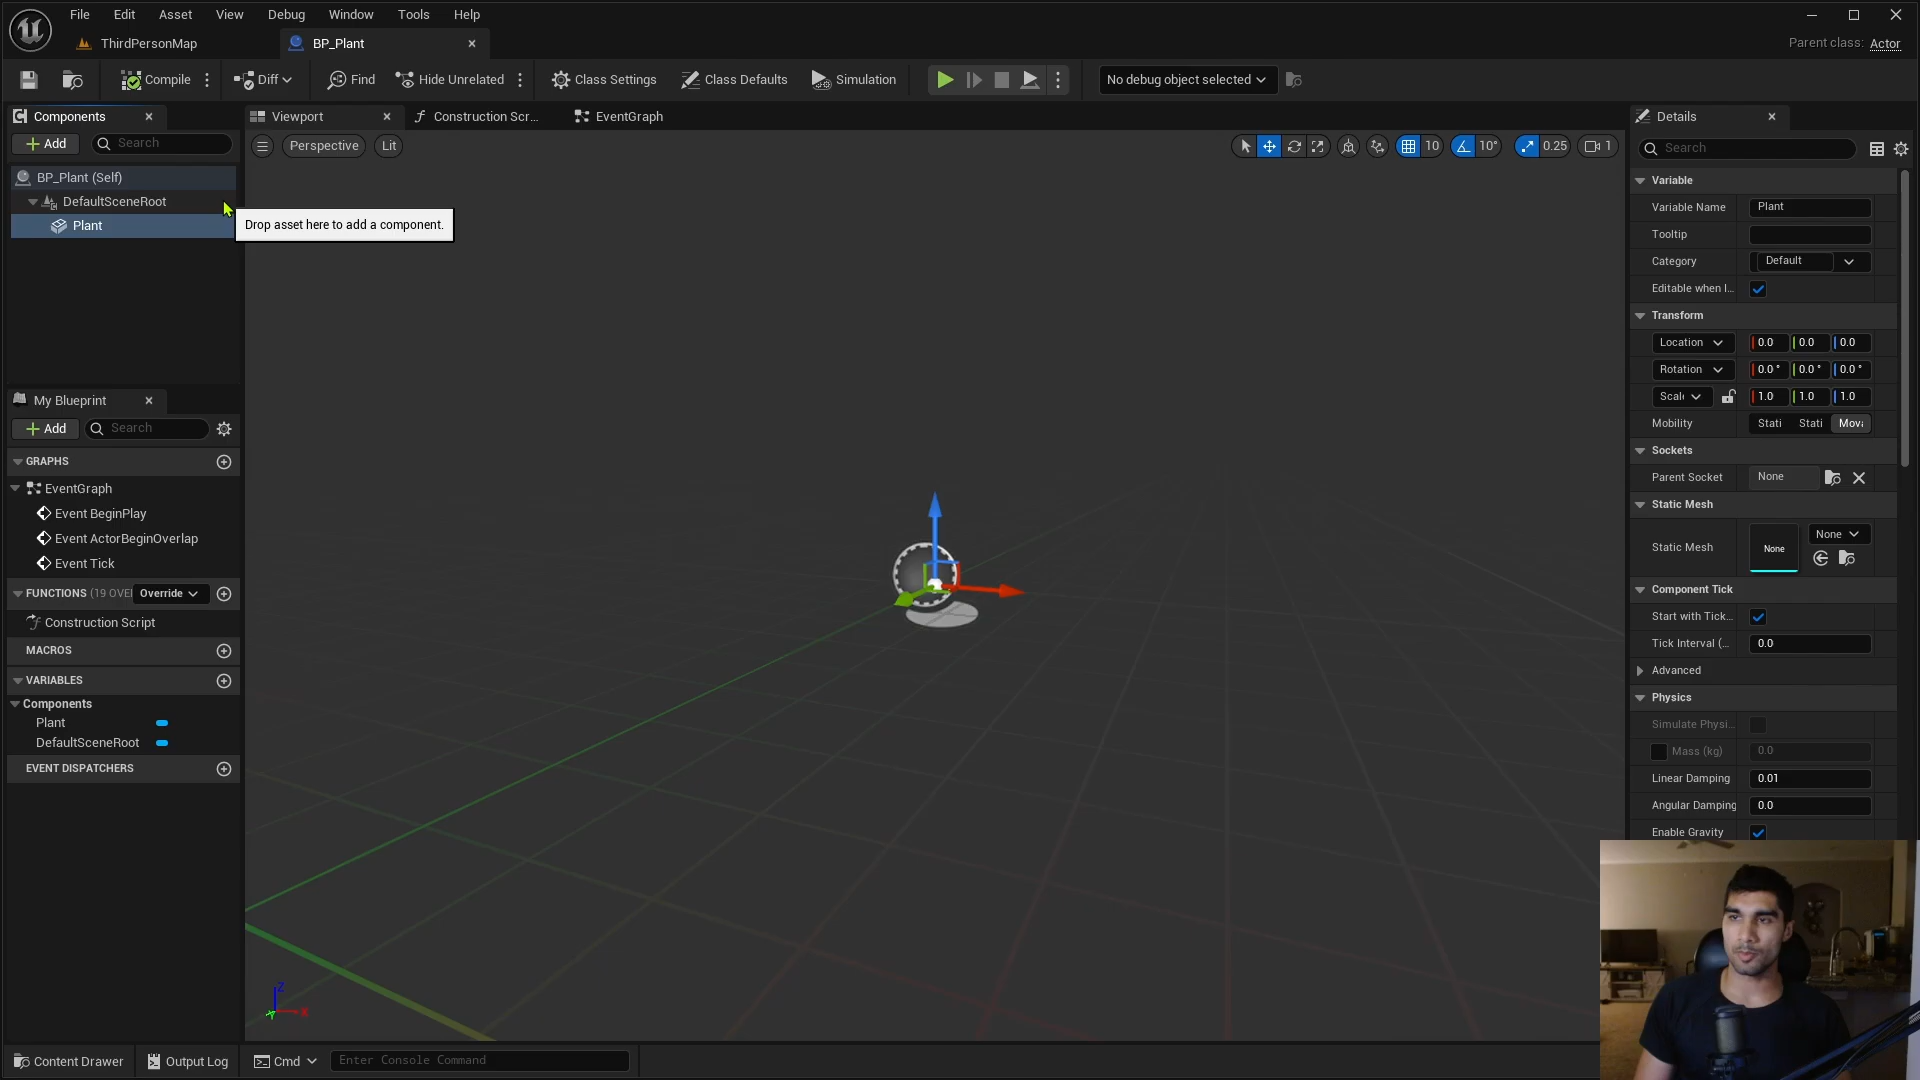 File Edit Asset View Debug Window Tools Help
ThirdPersonMap
BP_Plant
Parent class: Actor
Compile
Diff
Find
Hide Unrelated
Class Settings
Class Defaults
Simulation
No debug object selected
Components
Add
Search
BP_Plant (Self)
DefaultSceneRoot
Plant
Drop asset here to add a component.
Viewport
Construction Scr...
EventGraph
Perspective
Lit
10
10°
0.25
1
My Blueprint
Add
Search
GRAPHS
EventGraph
Event BeginPlay
Event ActorBeginOverlap
Event Tick
FUNCTIONS (19 OVE
Override
Construction Script
MACROS
VARIABLES
Components
Plant
DefaultSceneRoot
EVENT DISPATCHERS
Z
X
Y
Details
Search
Variable
Variable Name Plant
Tooltip
Category Default
Editable when I...
Transform
Location 0.0 0.0 0.0
Rotation 0.0° 0.0° 0.0°
Scal 1.0 1.0 1.0
Mobility Stati Stati Mov
Sockets
Parent Socket None
Static Mesh
Static Mesh None None
Component Tick
Start with Tick...
Tick Interval (... 0.0
Advanced
Physics
Simulate Physi...
Mass (kg) 0.0
Linear Damping 0.01
Angular Damping 0.0
Enable Gravity
Content Drawer
Output Log
Cmd
Enter Console Command